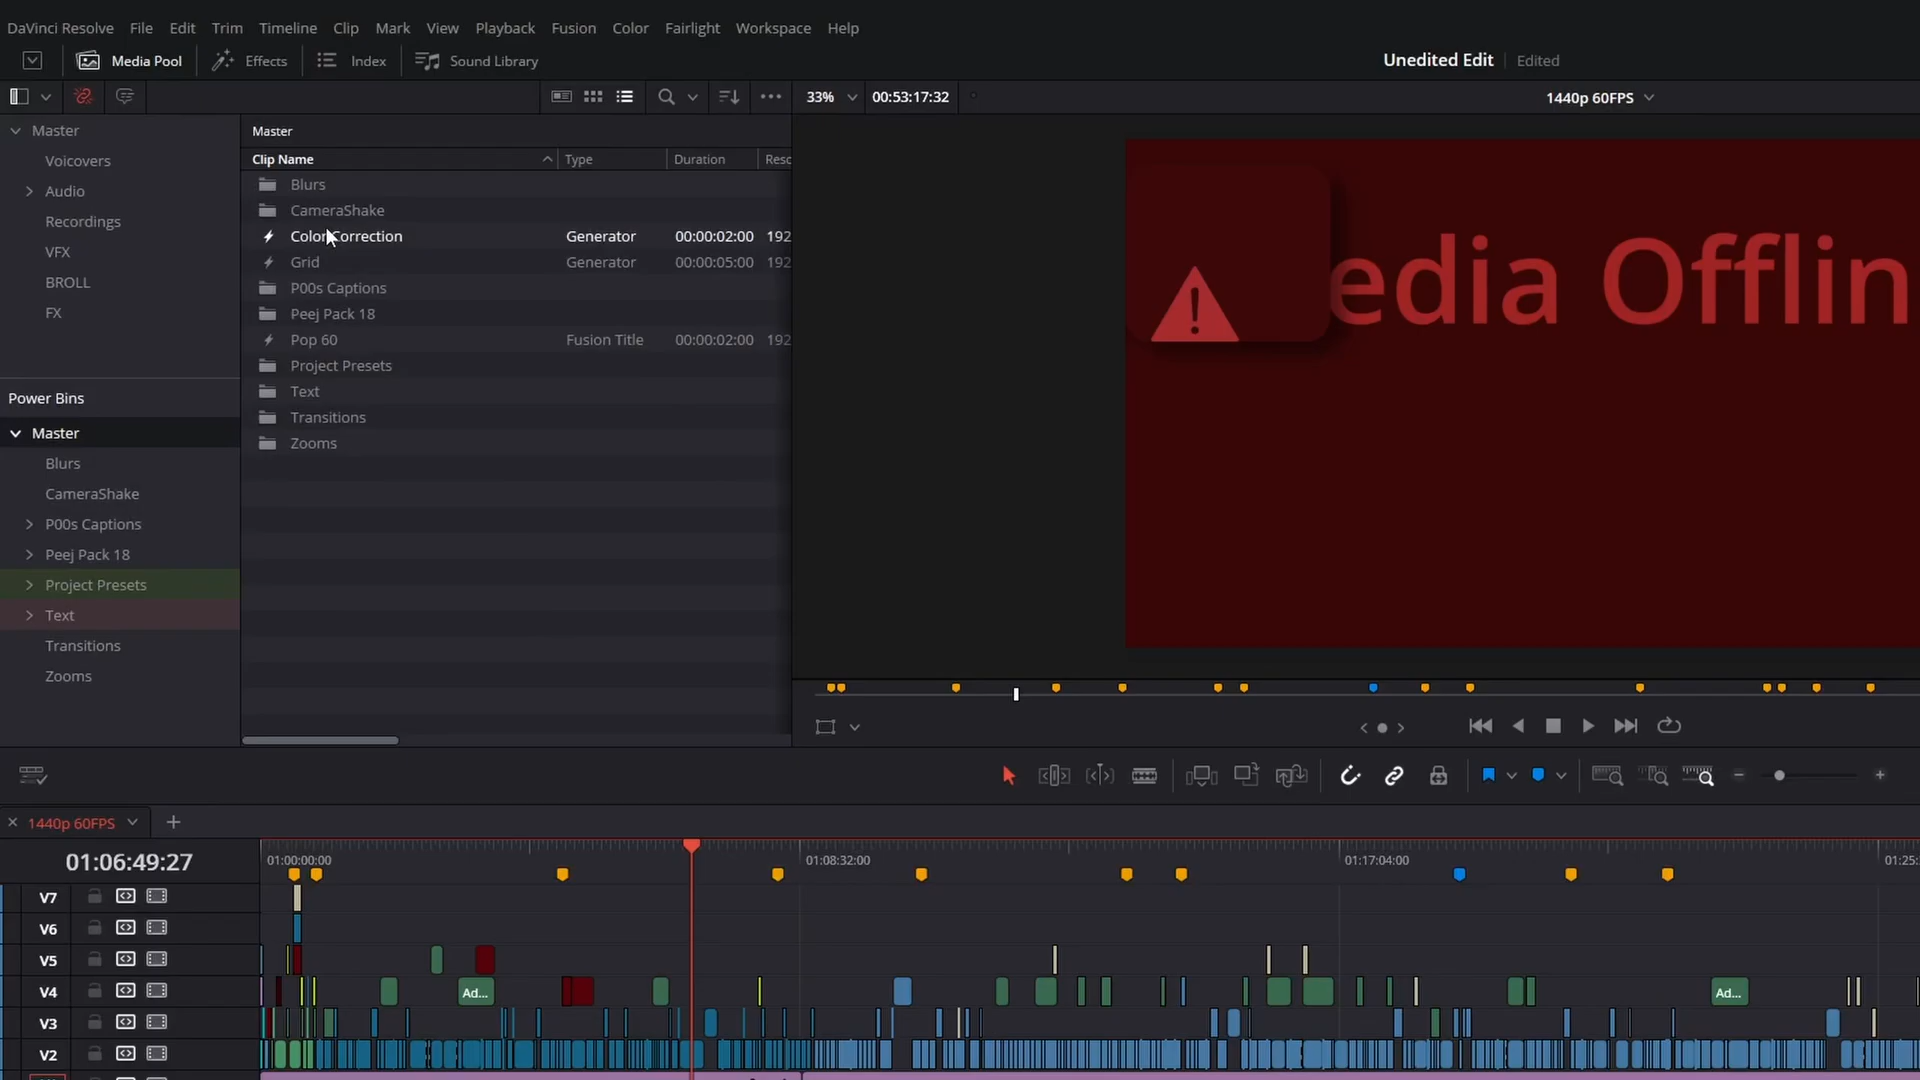 DaVinci Resolve File Edit Trim Timeline Clip Mark View Playback Fusion Color Fairlight Workspace Help
Media Pool Effects Index Sound Library Unedited Edit Edited
33% 00:53:17:32 1440p 60FPS
Master
Voicovers
Audio
Recordings
VFX
BROLL
FX
Power Bins
Master
Blurs
CameraShake
P00s Captions
Peej Pack 18
Project Presets
Text
Transitions
Zooms
Master
Clip Name Type Duration
Blurs
CameraShake
Color Correction Generator 00:00:02:00 192
Grid Generator 00:00:05:00 192
P00s Captions
Peej Pack 18
Pop 60 Fusion Title 00:00:02:00 192
Project Presets
Text
Transitions
Zooms
edia Offlin
1440p 60FPS
01:06:49:27
01:00:00:00 01:08:32:00 01:17:04:00 01:25:
V7
V6
V5
V4 Ad... Ad...
V3
V2